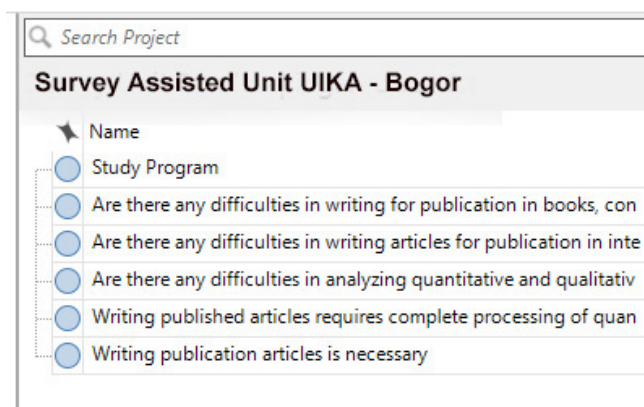 Search Project
Survey Assisted Unit UIKA - Bogor
Name
Study Program
Are there any difficulties in writing for publication in books, con
Are there any difficulties in writing articles for publication in inte
Are there any difficulties in analyzing quantitative and qualitativ
Writing published articles requires complete processing of quan
Writing publication articles is necessary